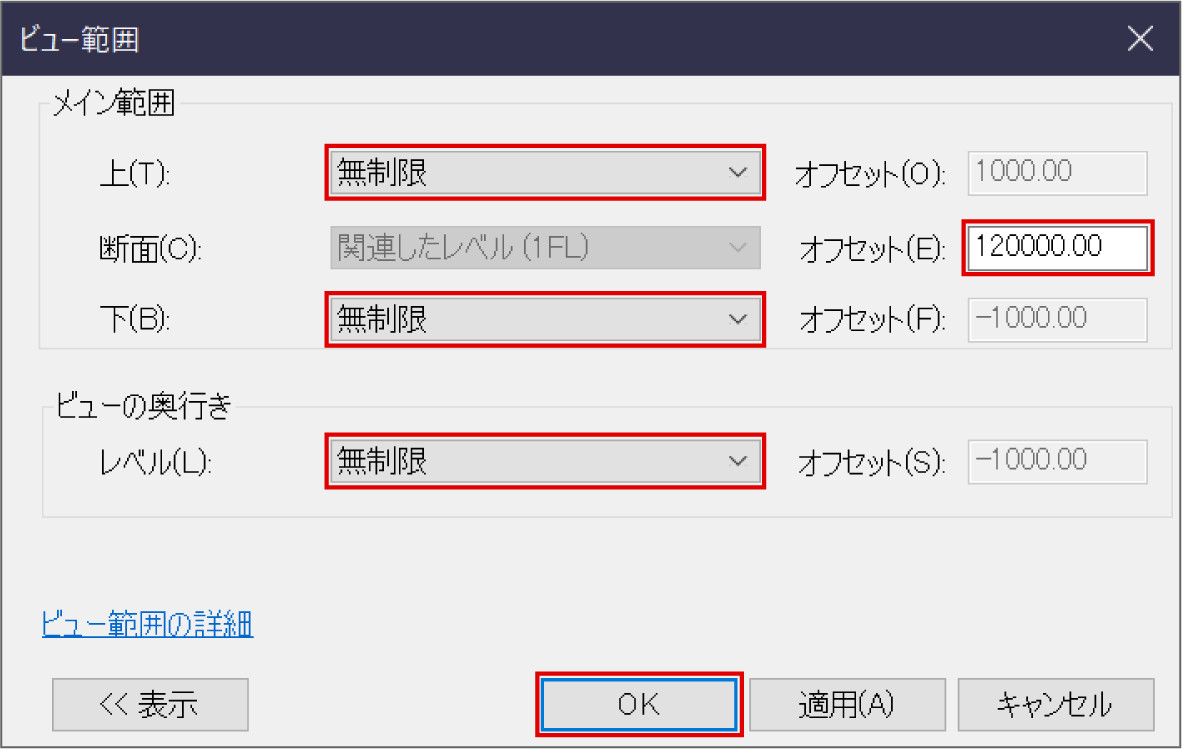 ビュー範囲
メイン範囲
上(T): 無制限 オフセット(O): 1000.00
断面(C): 関連したレベル (1FL) オフセット(E): 120000.00
下(B): 無制限 オフセット(F): -1000.00
ビューの奥行き
レベル(L): 無制限 オフセット(S): -1000.00
ビュー範囲の詳細
<< 表示 OK 適用(A) キャンセル